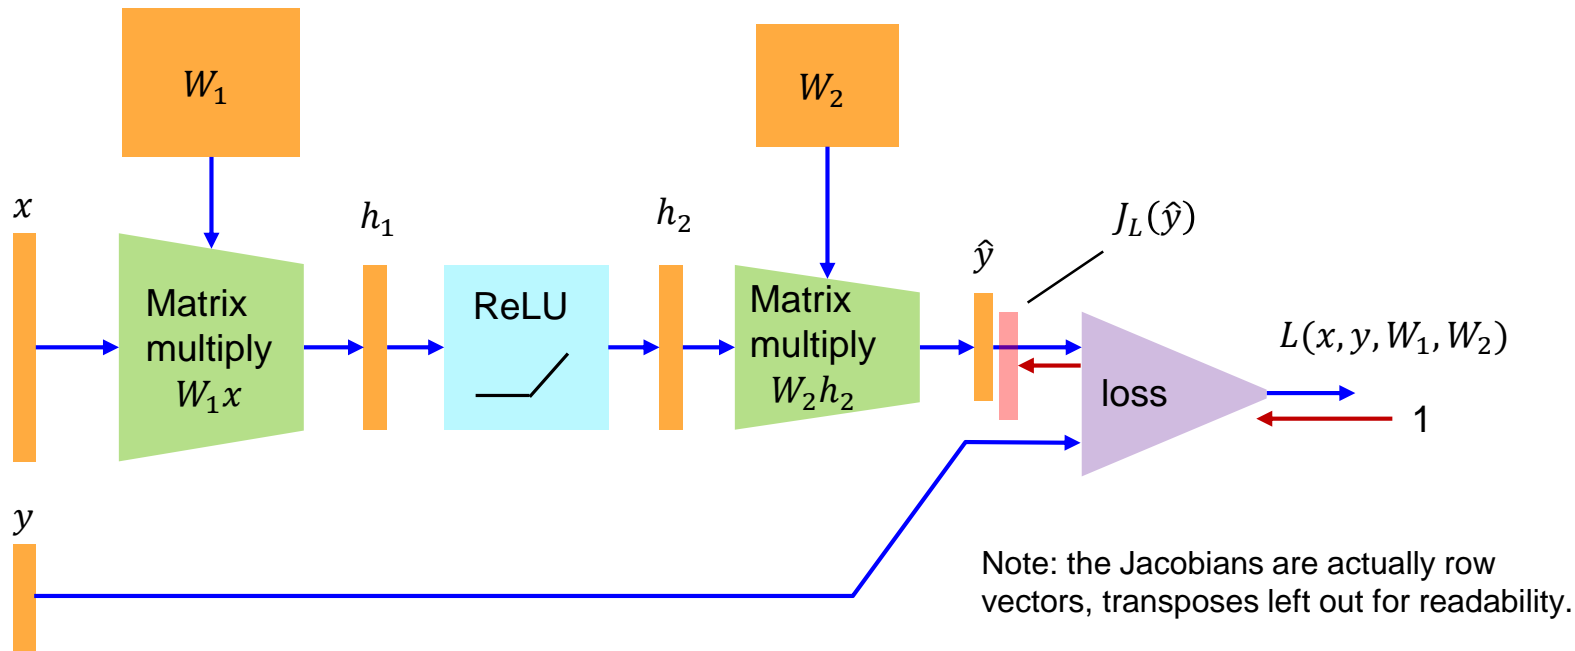 W₁
W₂
x
h₁
h₂
J_L(ŷ)
ŷ
Matrix
multiply
W₁x
ReLU
Matrix
multiply
W₂h₂
loss
L(x, y, W₁, W₂)
1
y
Note: the Jacobians are actually row
vectors, transposes left out for readability.